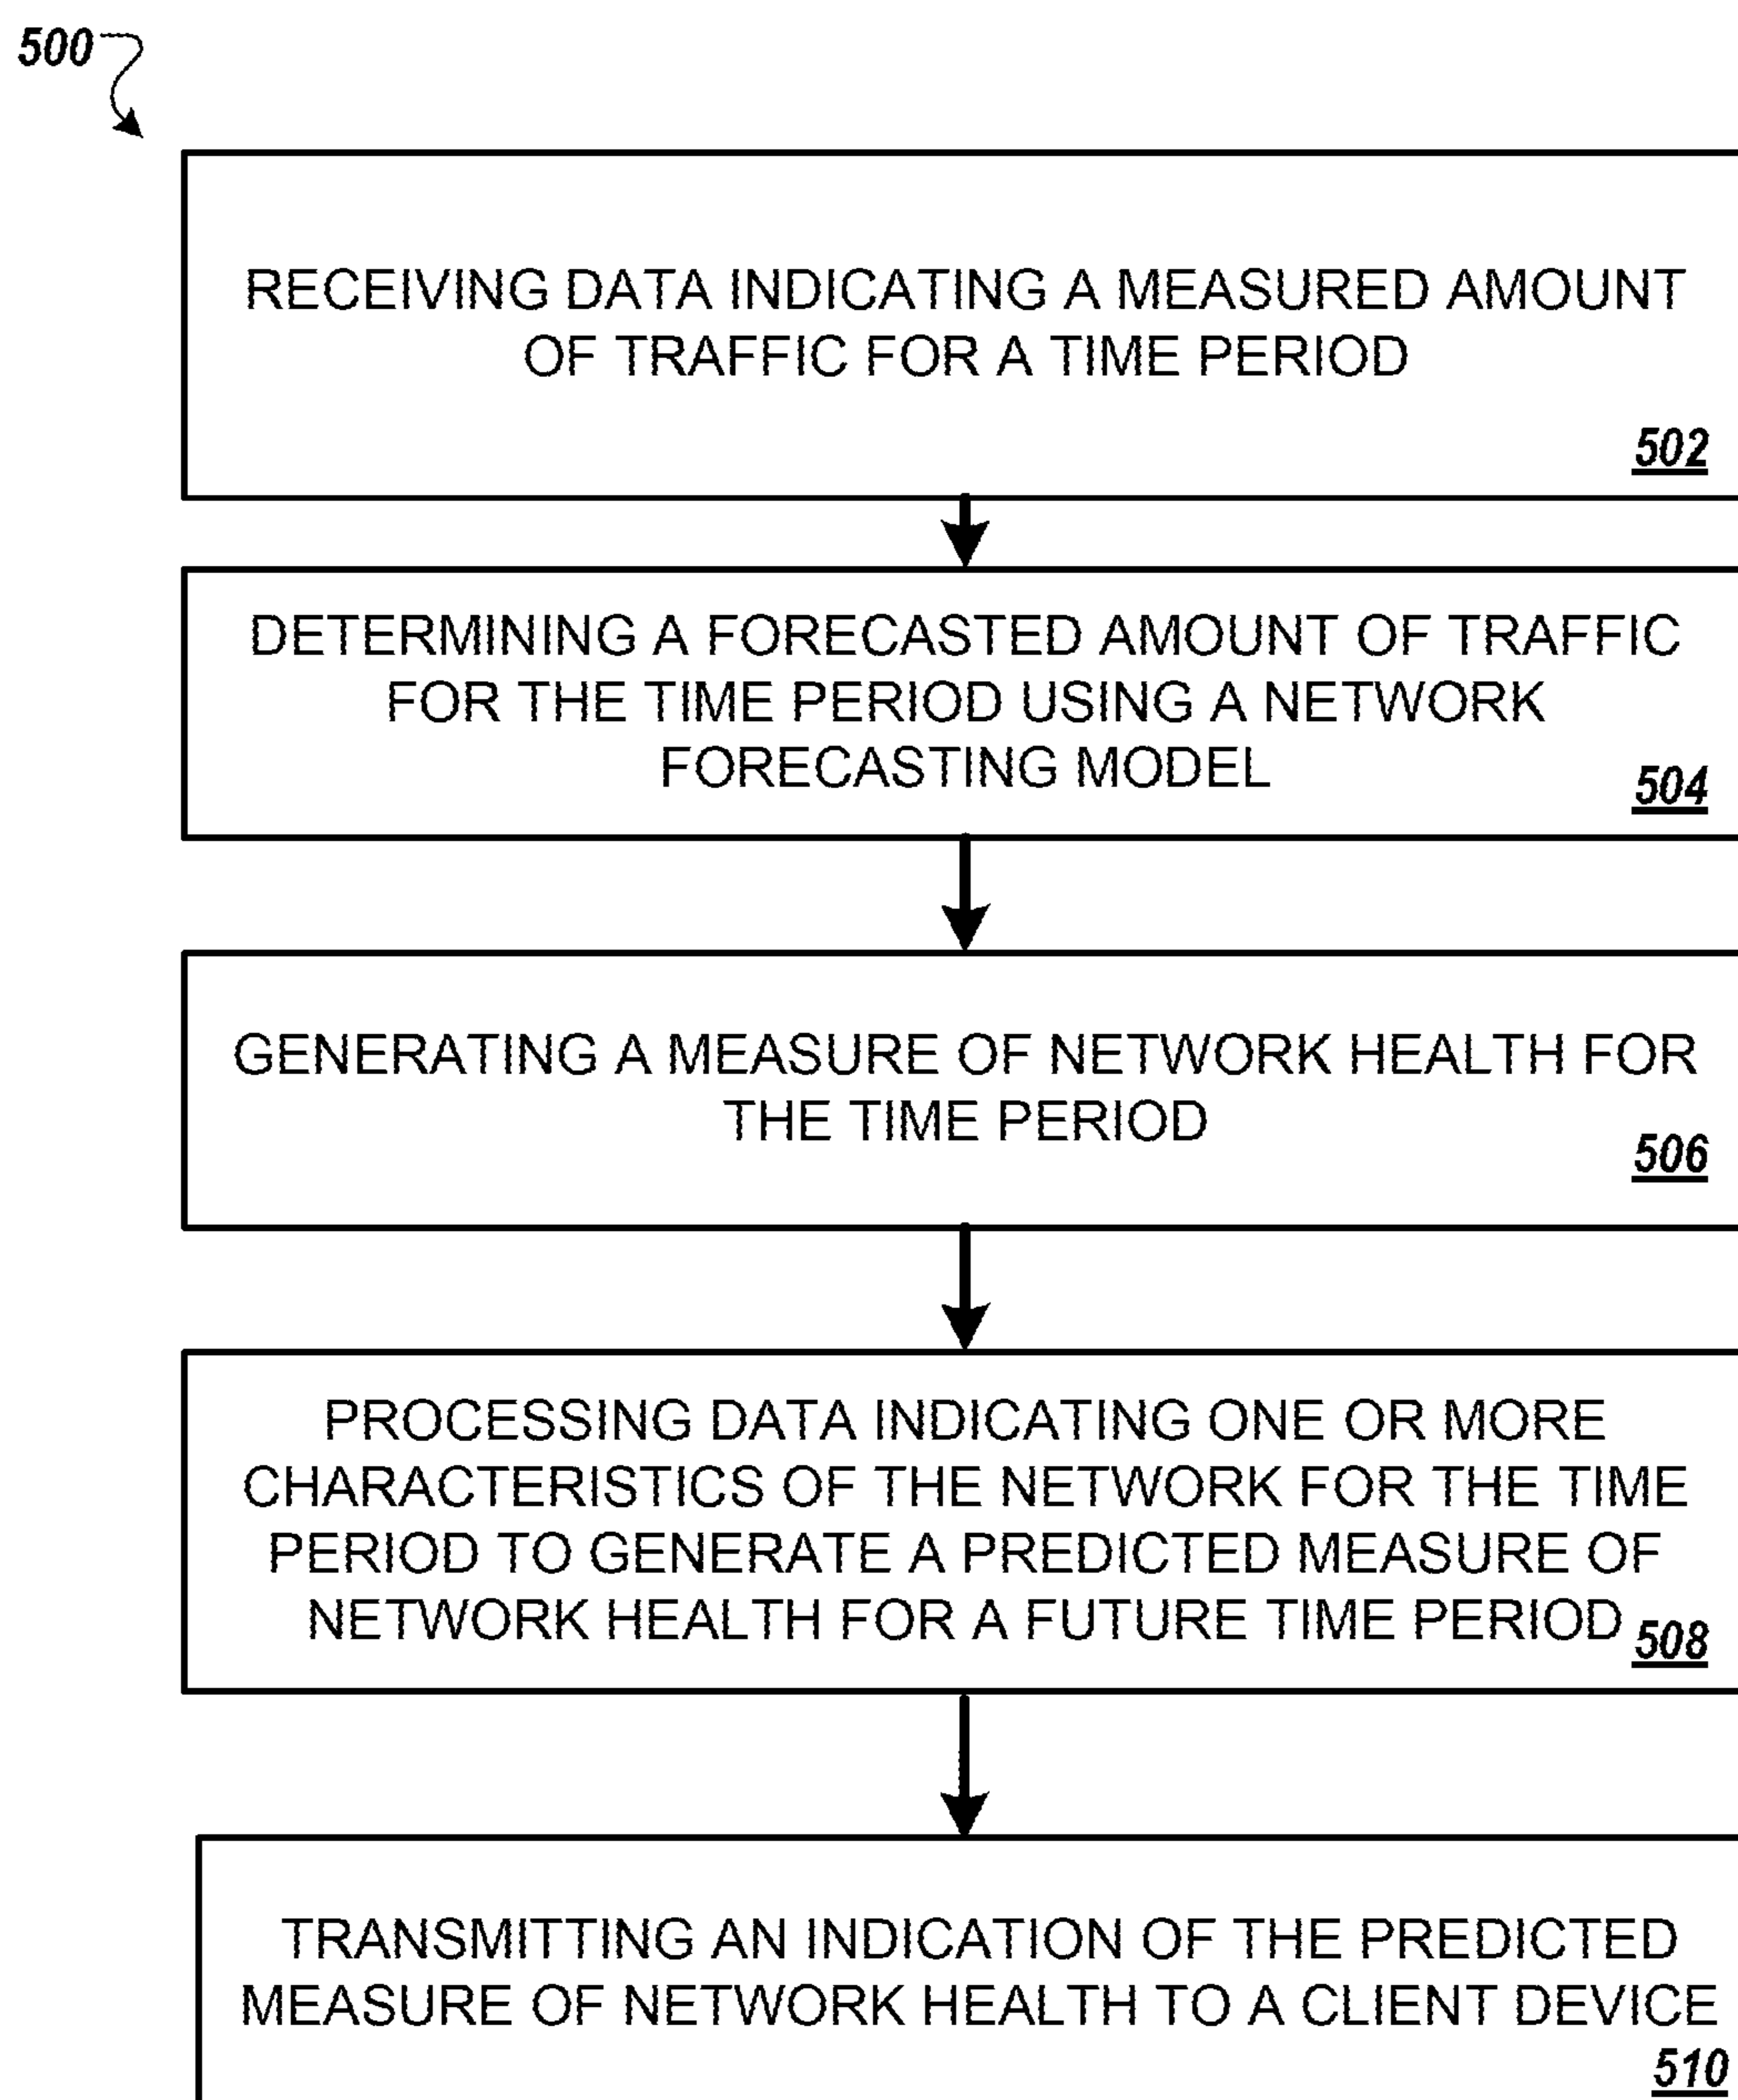 500
RECEIVING DATA INDICATING A MEASURED AMOUNT
OF TRAFFIC FOR A TIME PERIOD
502
DETERMINING A FORECASTED AMOUNT OF TRAFFIC
FOR THE TIME PERIOD USING A NETWORK
FORECASTING MODEL
504
GENERATING A MEASURE OF NETWORK HEALTH FOR
THE TIME PERIOD
506
PROCESSING DATA INDICATING ONE OR MORE
CHARACTERISTICS OF THE NETWORK FOR THE TIME
PERIOD TO GENERATE A PREDICTED MEASURE OF
NETWORK HEALTH FOR A FUTURE TIME PERIOD
508
TRANSMITTING AN INDICATION OF THE PREDICTED
MEASURE OF NETWORK HEALTH TO A CLIENT DEVICE
510